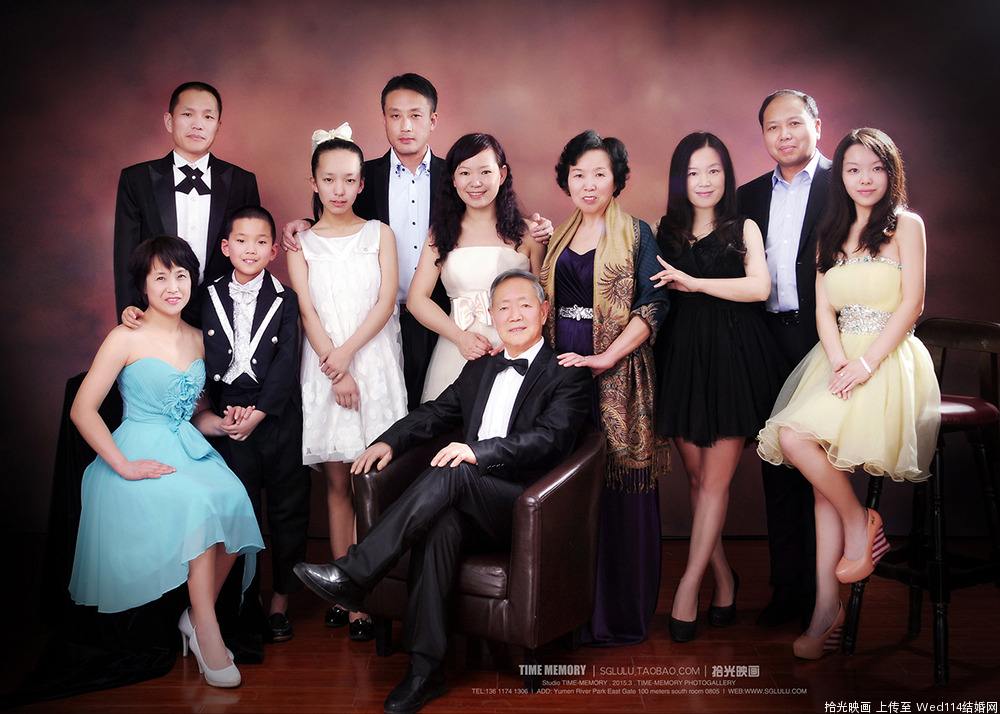 TIME MEMORY | SGLULU.TAOBAO.COM | 拾光映画
Studio TIME-MEMORY . 2015.3 . TIME-MEMORY PHOTOGALLERY
TEL:136 1174 1306 | ADD: Yumen River Park East Gate 100 meters south room 0805 | WEB:WWW.SGLULU.COM
拾光映画 上传至 Wed114结婚网